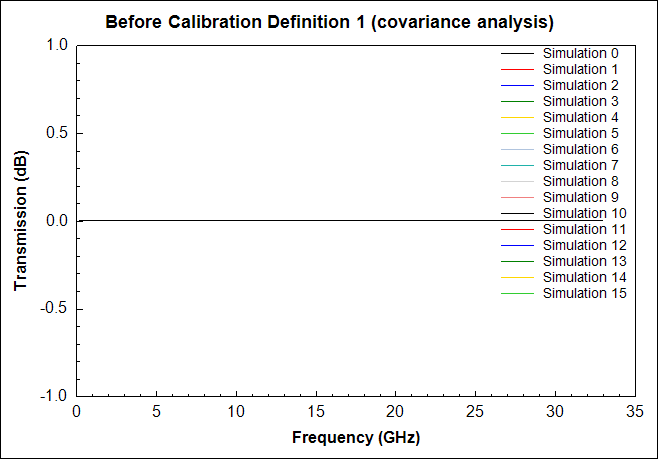 Before Calibration Definition 1 (covariance analysis)
1.0
0.5
0.0
-0.5
-1.0
Transmission (dB)
Simulation 0
Simulation 1
Simulation 2
Simulation 3
Simulation 4
Simulation 5
Simulation 6
Simulation 7
Simulation 8
Simulation 9
Simulation 10
Simulation 11
Simulation 12
Simulation 13
Simulation 14
Simulation 15
0 5 10 15 20 25 30 35
Frequency (GHz)